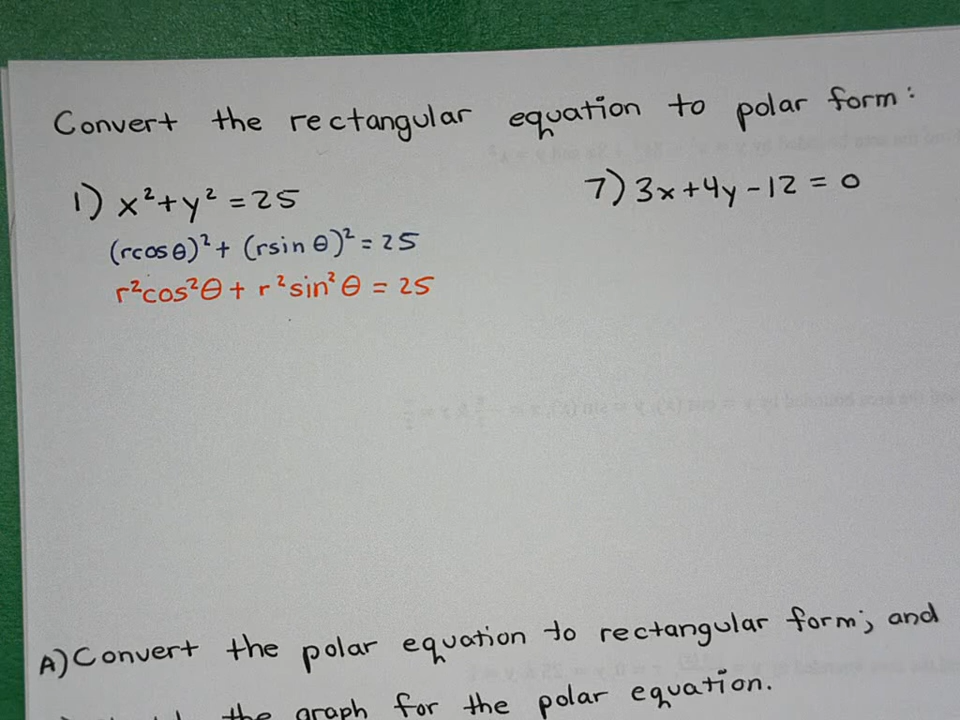 Convert the rectangular equation to polar form:
1) x²+y² = 25
(rcosθ)² + (rsin θ)² = 25
r²cos²θ + r²sin²θ = 25
7) 3x+4y-12 = 0
A) Convert the polar equation to rectangular form; and
the graph for the polar equation.